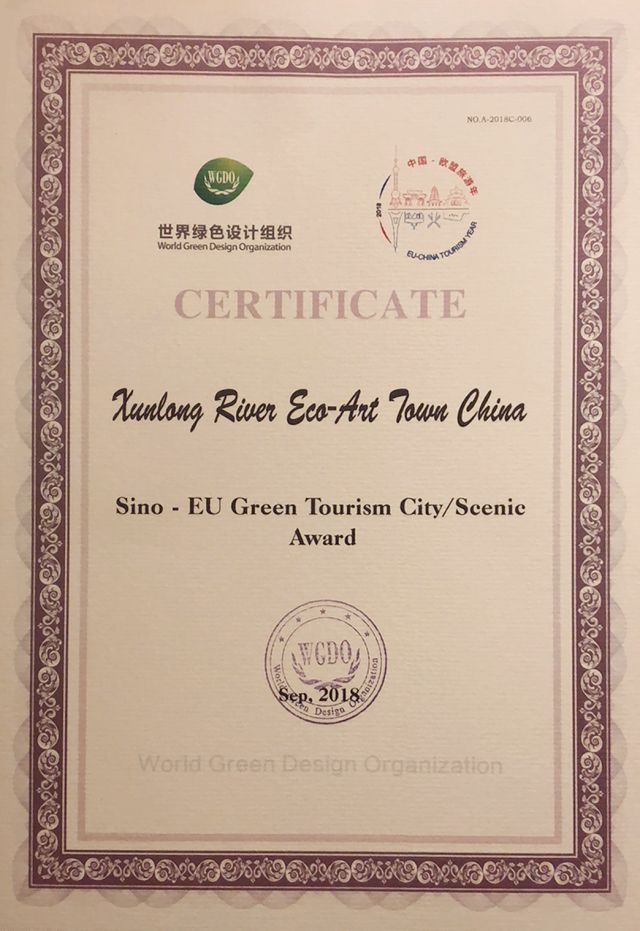 NO.A-2018C-006
WGDO
世界绿色设计组织
World Green Design Organization
中国·欧盟旅游年
2018
EU-CHINA TOURISM YEAR
CERTIFICATE
Xunlong River Eco-Art Town China
Sino - EU Green Tourism City/Scenic
Award
WGDO
World Green Design Organization
Sep, 2018
World Green Design Organization